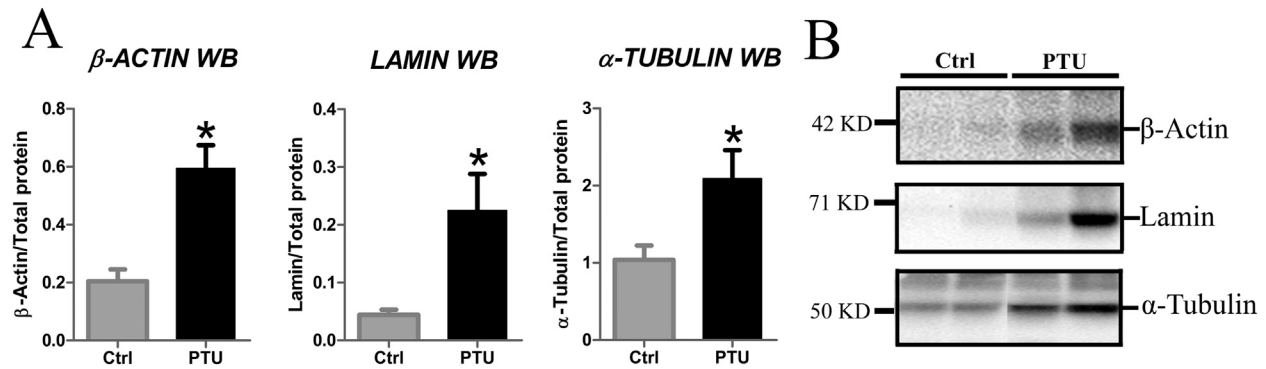 A
β-ACTIN WB
β-Actin/Total protein
0.8
0.6
0.4
0.2
0.0
*
Ctrl PTU
LAMIN WB
Lamin/Total protein
0.4
0.3
0.2
0.1
0.0
*
Ctrl PTU
α-TUBULIN WB
α-Tubulin/Total protein
3
2
1
0
*
Ctrl PTU
B
Ctrl PTU
42 KD β-Actin
71 KD Lamin
50 KD α-Tubulin